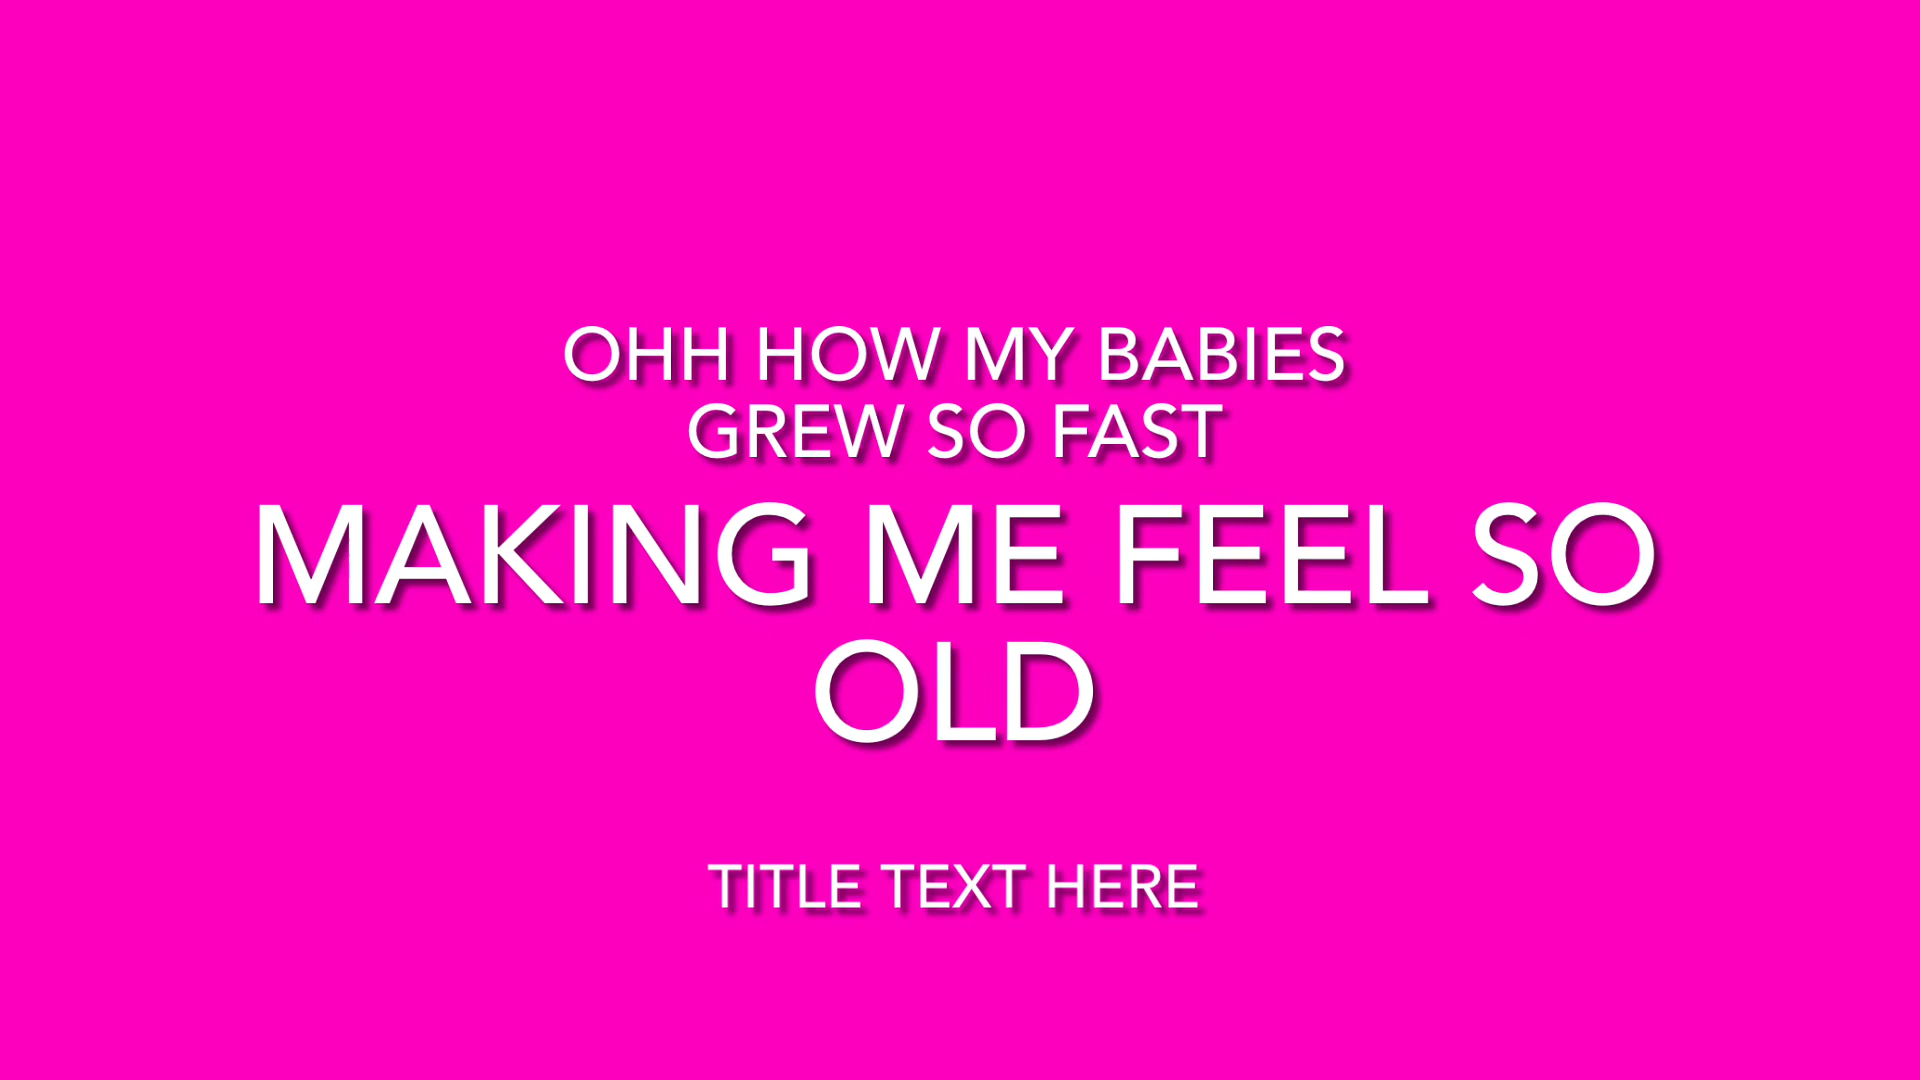 OHH HOW MY BABIES
GREW SO FAST
MAKING ME FEEL SO
OLD
TITLE TEXT HERE